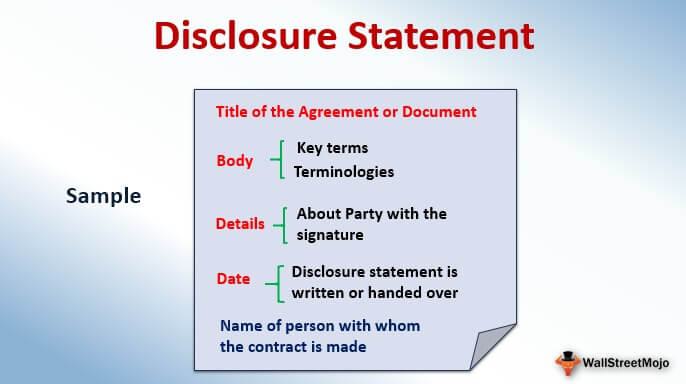 Disclosure Statement
Sample
Title of the Agreement or Document
Body
Key terms
Terminologies
Details
About Party with the
signature
Date
Disclosure statement is
written or handed over
Name of person with whom
the contract is made
WallStreetMojo